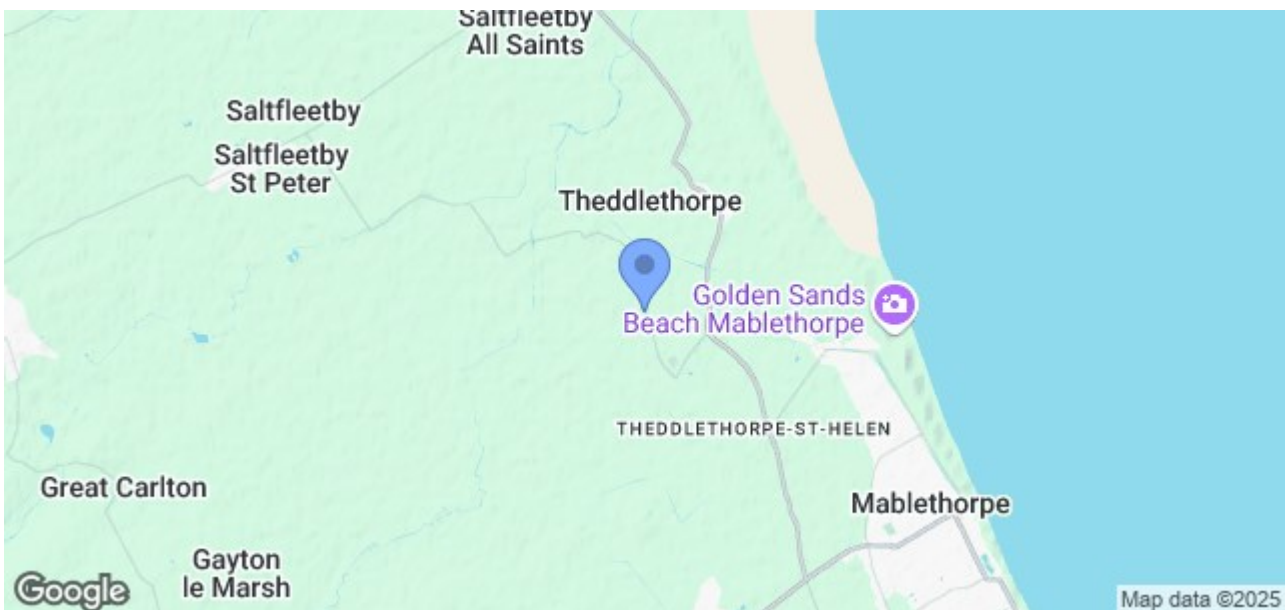 Saltfleetby
All Saints
Saltfleetby
Saltfleetby
St Peter
Theddlethorpe
Golden Sands
Beach Mablethorpe
THEDDLETHORPE-ST-HELEN
Great Carlton
Mablethorpe
Gayton
le Marsh
Google
Map data ©2025